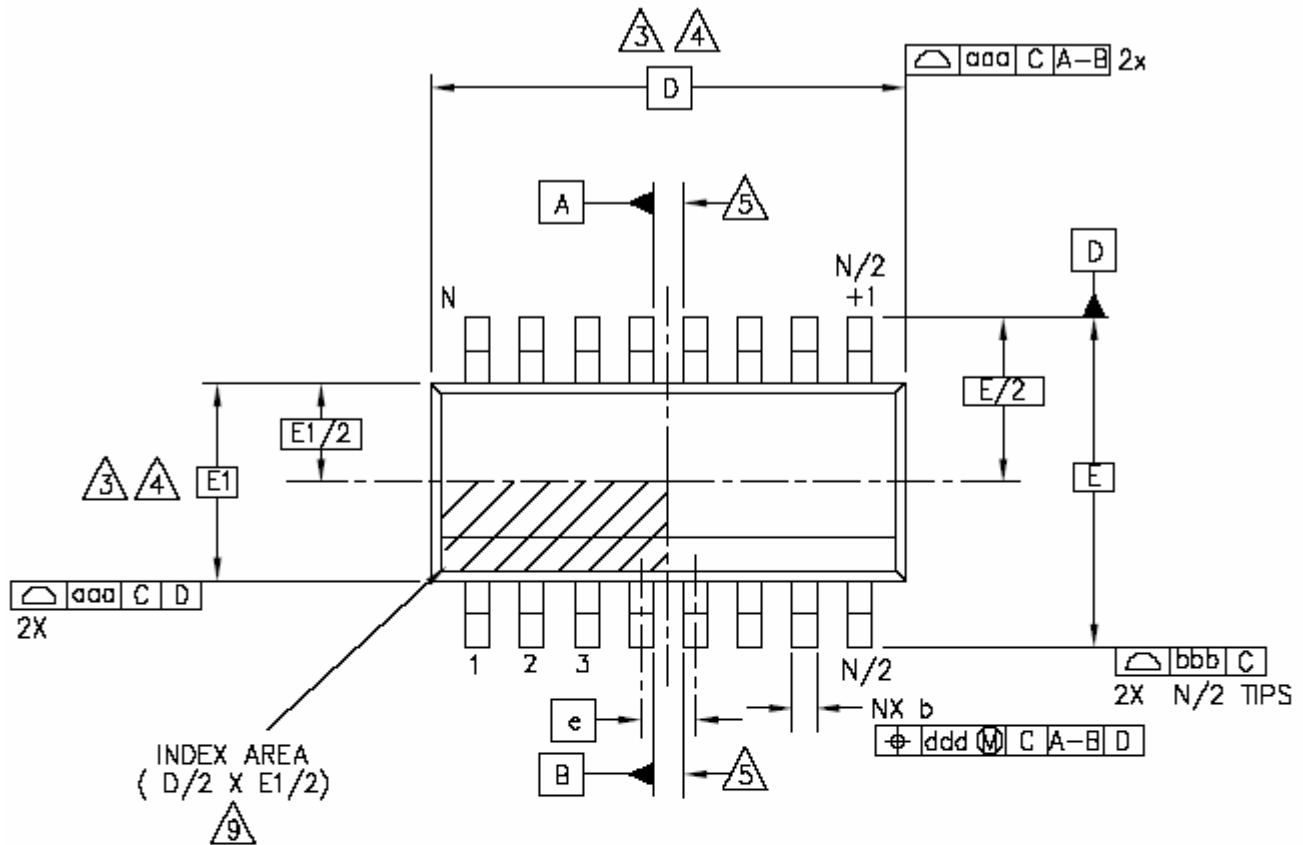 3 4
aaa C A-B 2x
D
A
5
D
N/2
+1
N
E/2
E1/2
3 4 E1
E
aaa C D
2X
1 2 3
N/2
bbb C
2X N/2 TIPS
e
NX b
ddd Ⓜ C A-B D
INDEX AREA
( D/2 X E1/2)
9
B
5